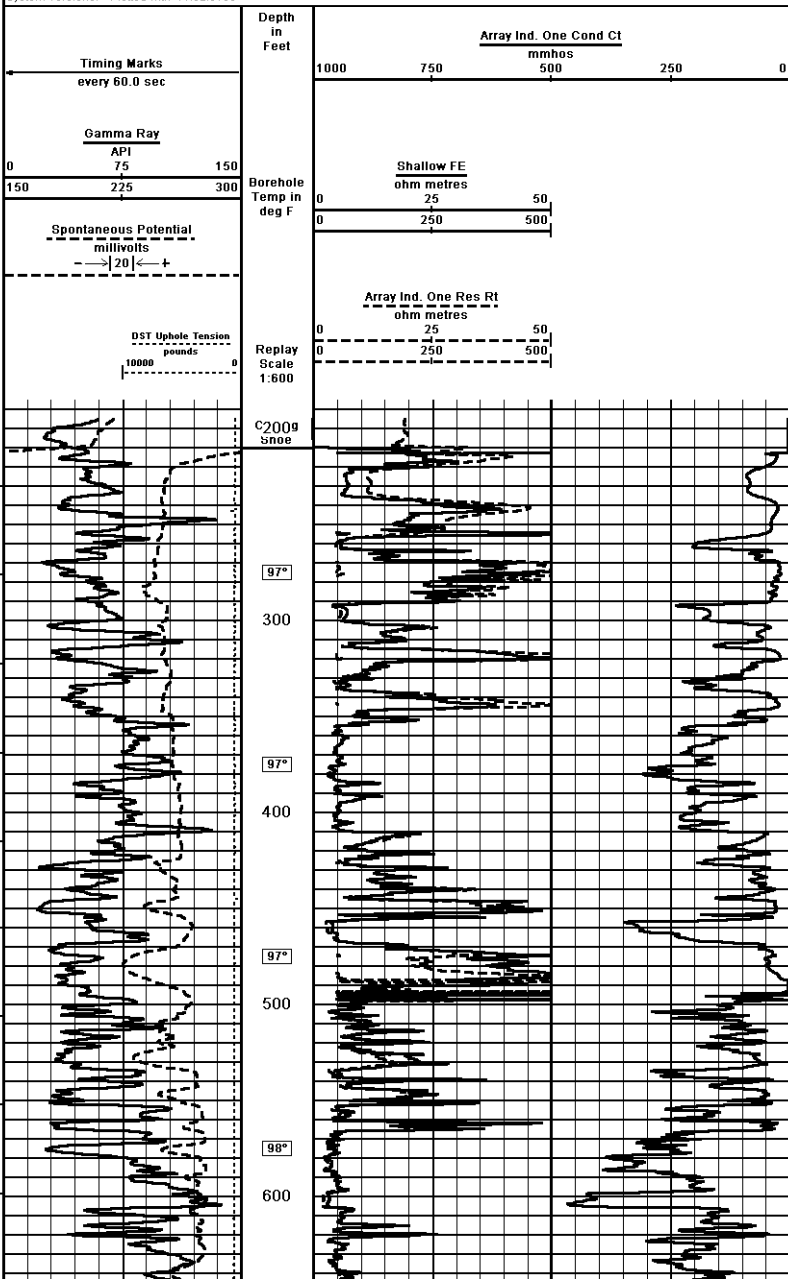 Depth
in
Feet
Array Ind. One Cond Ct
mmhos
1000 750 500 250 0
Timing Marks
every 60.0 sec
Gamma Ray
API
0 75 150
150 225 300
Borehole
Temp in
deg F
Shallow FE
ohm metres
0 25 50
0 250 500
Spontaneous Potential
millivolts
- →|20|← +
Array Ind. One Res Rt
ohm metres
0 25 50
0 250 500
DST Uphole Tension
pounds
10000 0
Replay
Scale
1:600
200
97°
300
97°
400
97°
500
98°
600